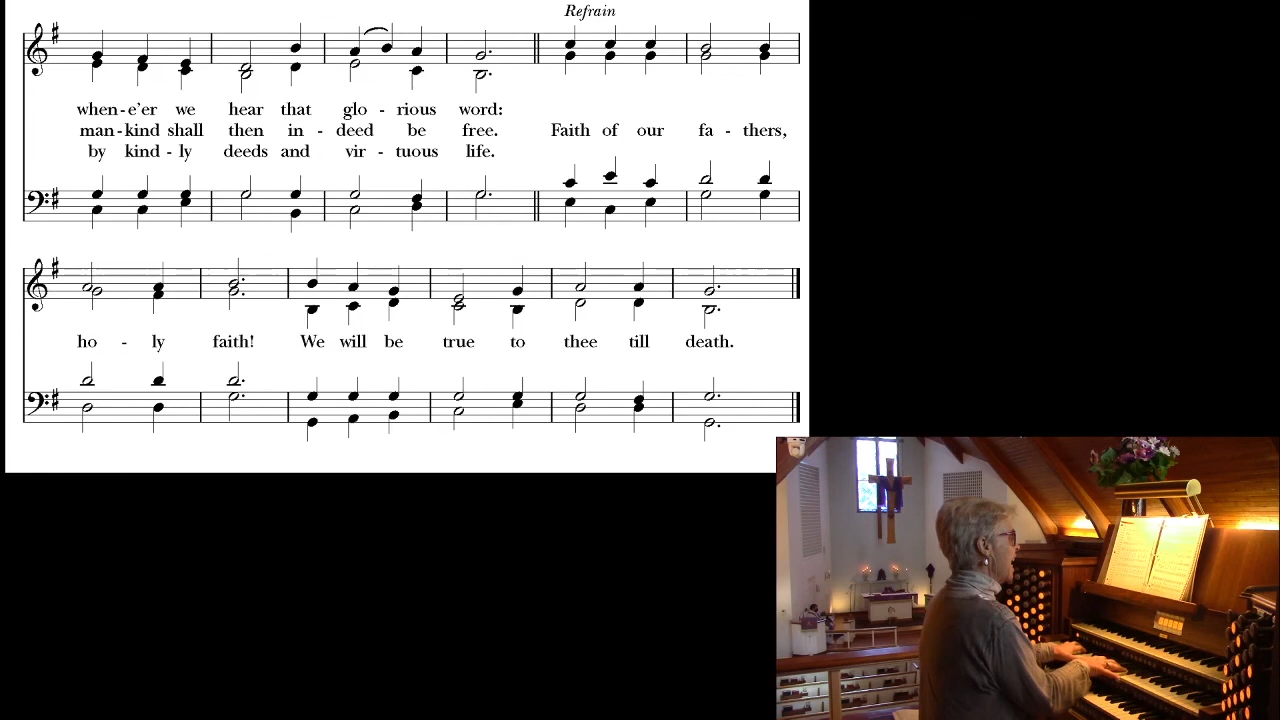 Refrain
when-e'er we hear that glo - rious word:
man-kind shall then in - deed be free. Faith of our fa - thers,
by kind-ly deeds and vir - tuous life.
ho - ly faith! We will be true to thee till death.